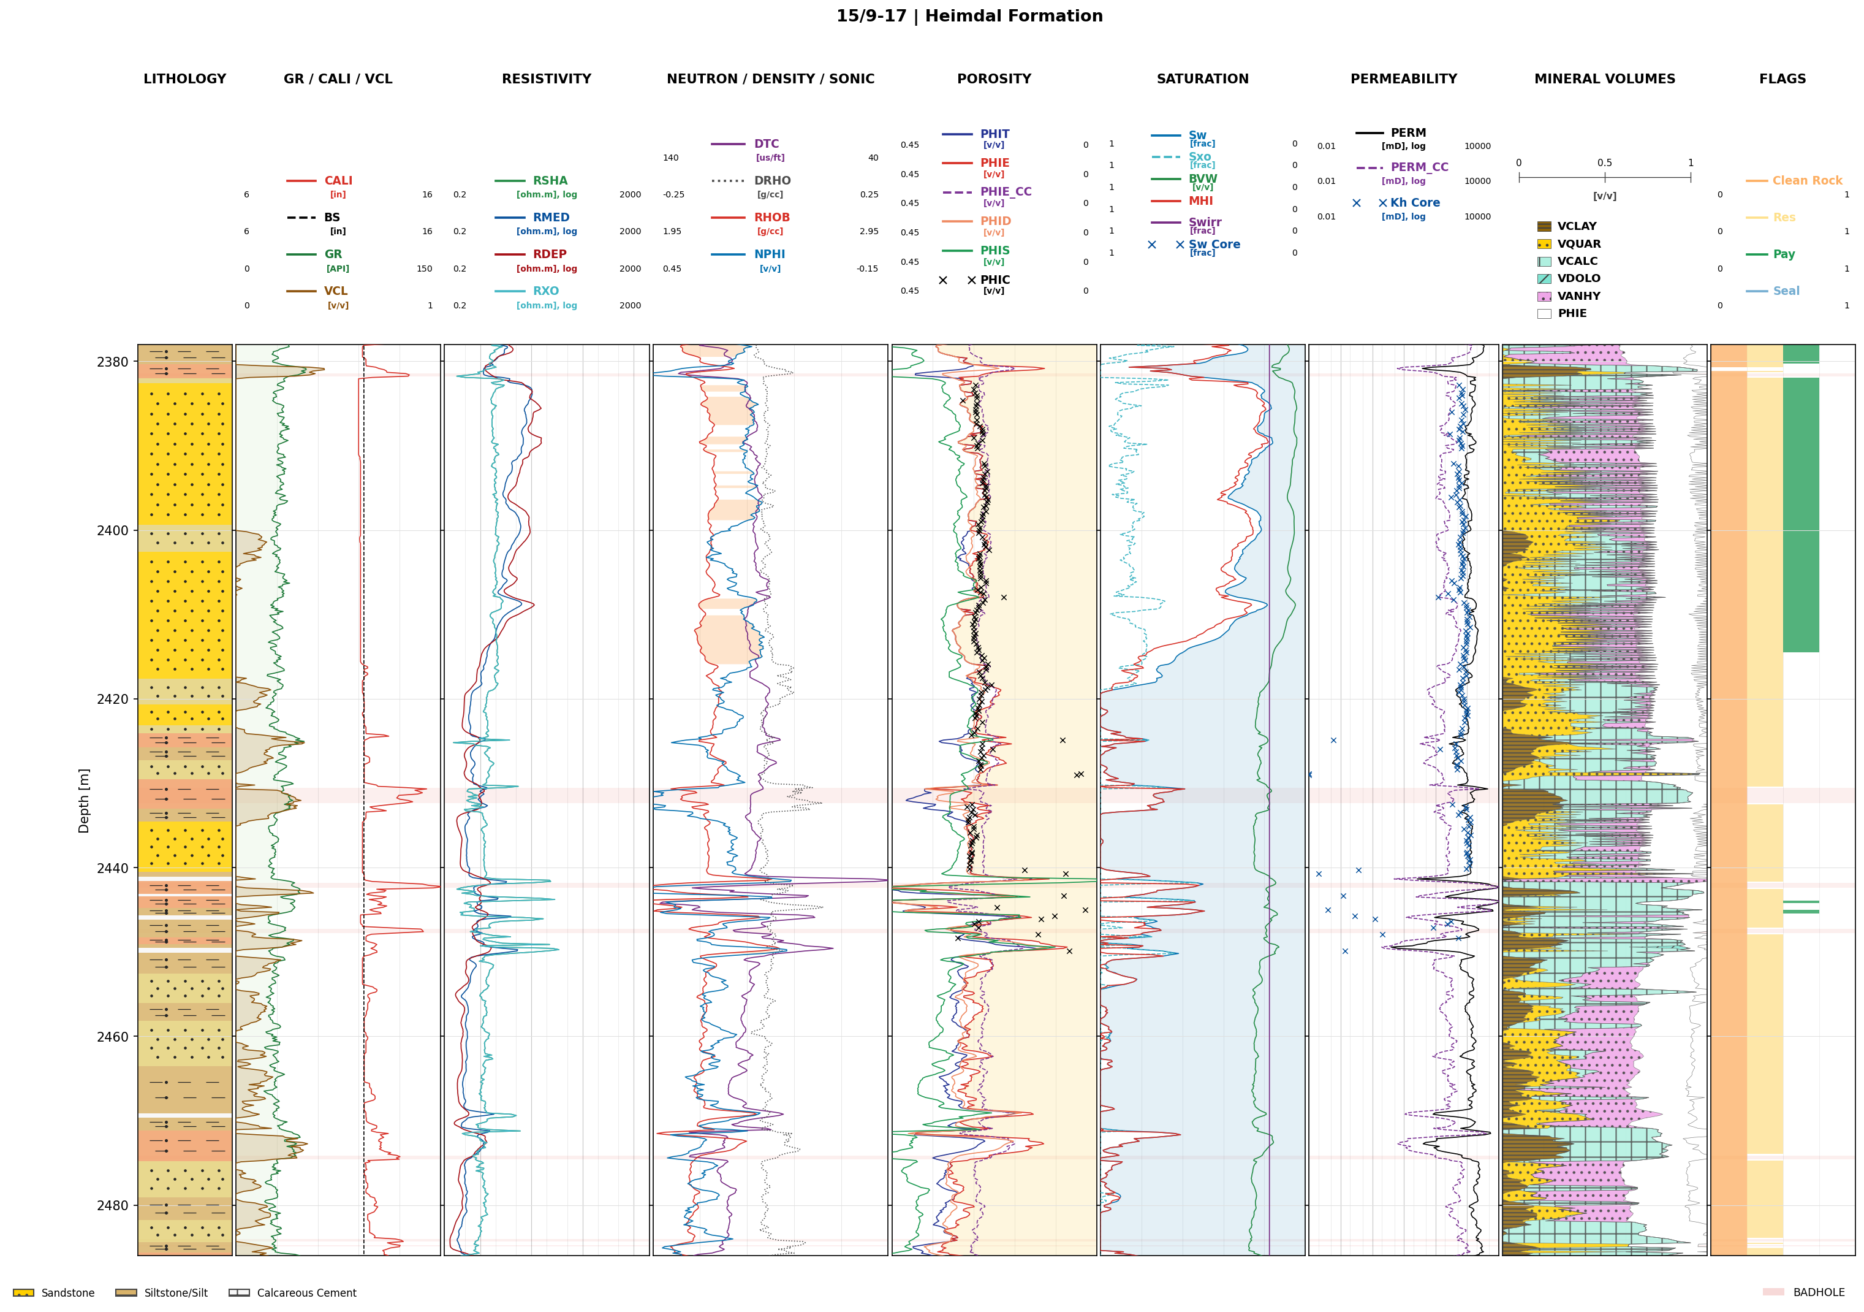 15/9-17 | Heimdal Formation
LITHOLOGY
GR / CALI / VCL
RESISTIVITY
NEUTRON / DENSITY / SONIC
POROSITY
SATURATION
PERMEABILITY
MINERAL VOLUMES
FLAGS
6 CALI [in] 16
6 BS [in] 16
0 GR [API] 150
0 VCL [v/v] 1
0.2 RSHA [ohm.m], log 2000
0.2 RMED [ohm.m], log 2000
0.2 RDEP [ohm.m], log 2000
0.2 RXO [ohm.m], log 2000
140 DTC [us/ft] 40
-0.25 DRHO [g/cc] 0.25
1.95 RHOB [g/cc] 2.95
0.45 NPHI [v/v] -0.15
0.45 PHIT [v/v] 0
0.45 PHIE [v/v] 0
0.45 PHIE_CC [v/v] 0
0.45 PHID [v/v] 0
0.45 PHIS [v/v] 0
0.45 PHIC [v/v] 0
1 Sw [frac] 0
1 Sxo [frac] 0
1 BVW [v/v] 0
1 MHI 0
1 Swirr [frac] 0
1 Sw Core [frac] 0
0.01 PERM [mD], log 10000
0.01 PERM_CC [mD], log 10000
0.01 Kh Core [mD], log 10000
0 0.5 1
[v/v]
VCLAY
VQUAR
VCALC
VDOLO
VANHY
PHIE
0 Clean Rock 1
0 Res 1
0 Pay 1
0 Seal 1
Depth [m]
2380
2400
2420
2440
2460
2480
Sandstone
Siltstone/Silt
Calcareous Cement
BADHOLE